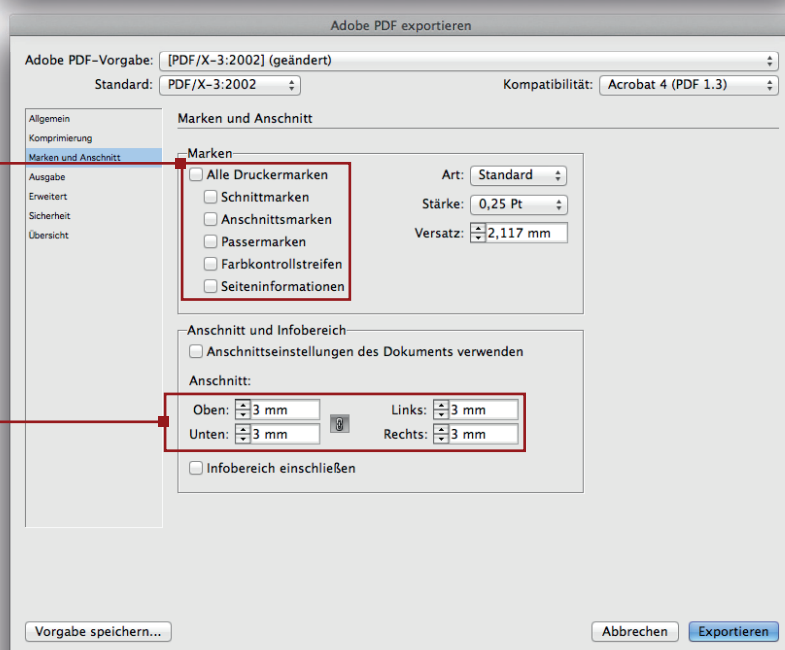 Adobe PDF exportieren
Adobe PDF-Vorgabe: [PDF/X-3:2002] (geändert)
Standard: PDF/X-3:2002 Kompatibilität: Acrobat 4 (PDF 1.3)
Allgemein
Komprimierung
Marken und Anschnitt
Ausgabe
Erweitert
Sicherheit
Übersicht
Marken und Anschnitt
Marken
Alle Druckermarken
Schnittmarken
Anschnittsmarken
Passermarken
Farbkontrollstreifen
Seiteninformationen
Art: Standard
Stärke: 0,25 Pt
Versatz: 2,117 mm
Anschnitt und Infobereich
Anschnittseinstellungen des Dokuments verwenden
Anschnitt:
Oben: 3 mm Links: 3 mm
Unten: 3 mm Rechts: 3 mm
Infobereich einschließen
Vorgabe speichern... Abbrechen Exportieren